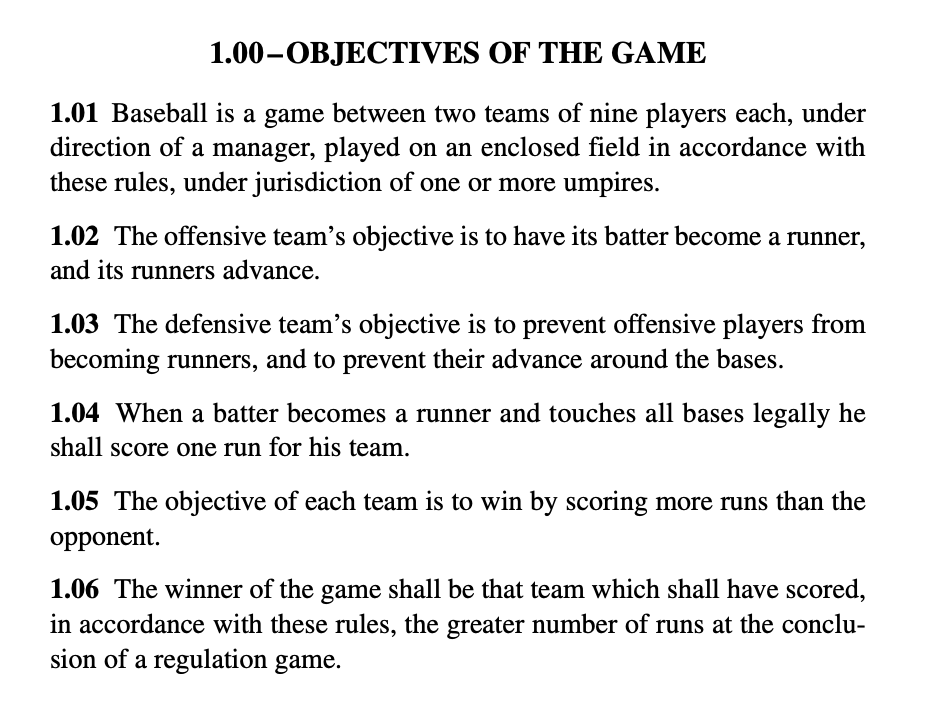 1.00–OBJECTIVES OF THE GAME
1.01 Baseball is a game between two teams of nine players each, under
direction of a manager, played on an enclosed field in accordance with
these rules, under jurisdiction of one or more umpires.
1.02 The offensive team’s objective is to have its batter become a runner,
and its runners advance.
1.03 The defensive team’s objective is to prevent offensive players from
becoming runners, and to prevent their advance around the bases.
1.04 When a batter becomes a runner and touches all bases legally he
shall score one run for his team.
1.05 The objective of each team is to win by scoring more runs than the
opponent.
1.06 The winner of the game shall be that team which shall have scored,
in accordance with these rules, the greater number of runs at the conclu-
sion of a regulation game.